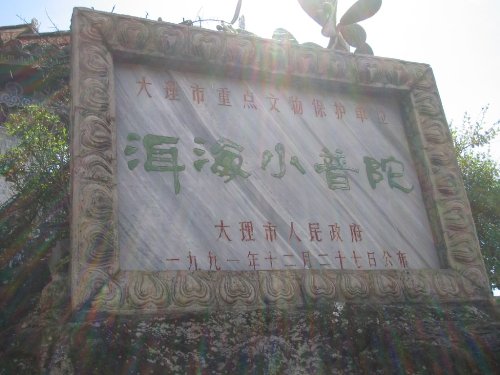 大理市重点文物保护单位
洱海小普陀
大理市人民政府
一九九一年十二月二十七日公布